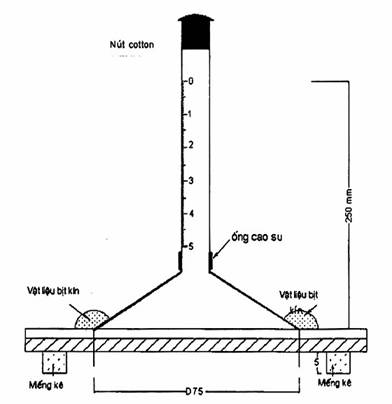 Nút cotton
0
1
2
3
4
5
250 mm
ống cao su
Vật liệu bịt kín
Vật liệu bịt
kín
5
Miếng kê
Miếng kê
D75